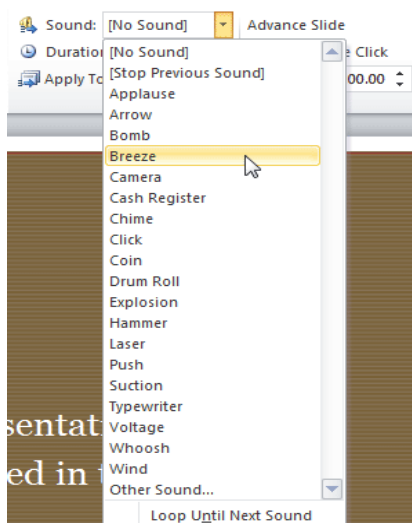 Sound: [No Sound] Advance Slide
Duration [No Sound] Click
[Stop Previous Sound]
Apply To 00.00
Applause
Arrow
Bomb
Breeze
Camera
Cash Register
Chime
Click
Coin
Drum Roll
Explosion
Hammer
Laser
Push
Suction
Typewriter
sentati Voltage
Whoosh
ed in t Wind
Other Sound...
Loop Until Next Sound